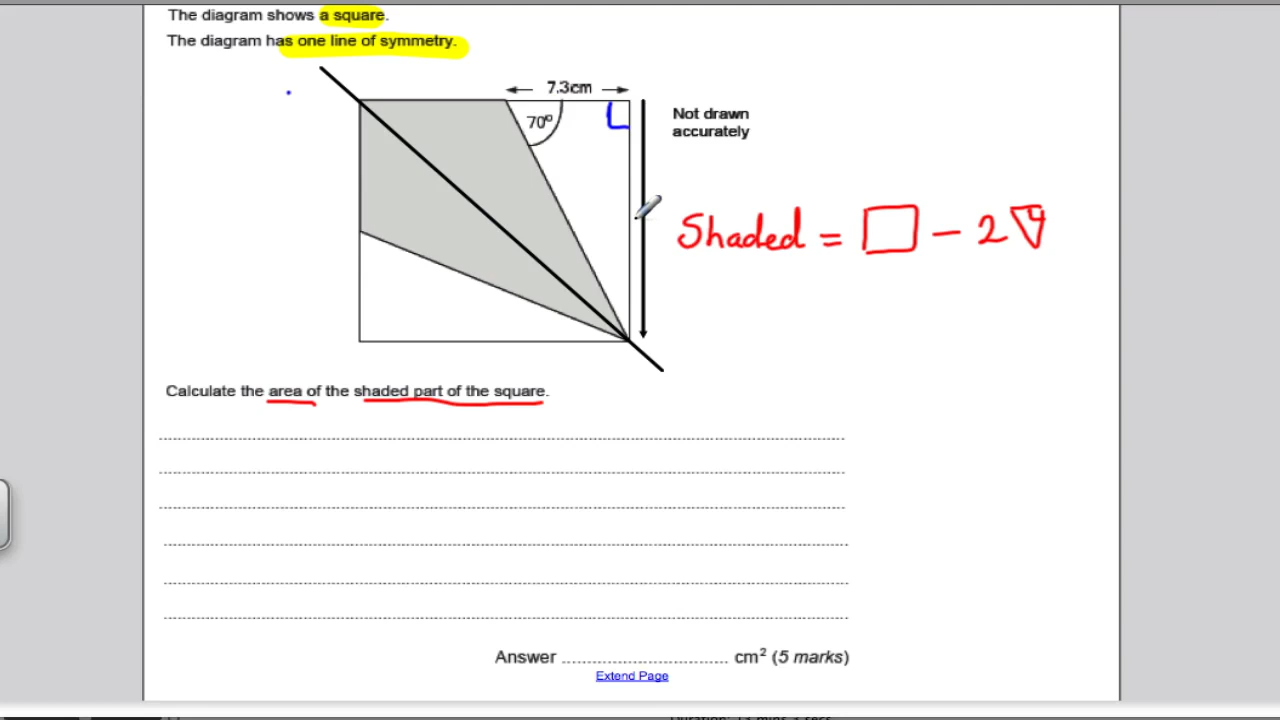 The diagram shows a square.
The diagram has one line of symmetry.
7.3cm
70º
Not drawn
accurately
Shaded = □ - 2
Calculate the area of the shaded part of the square.
Answer ................................ cm² (5 marks)
Extend Page